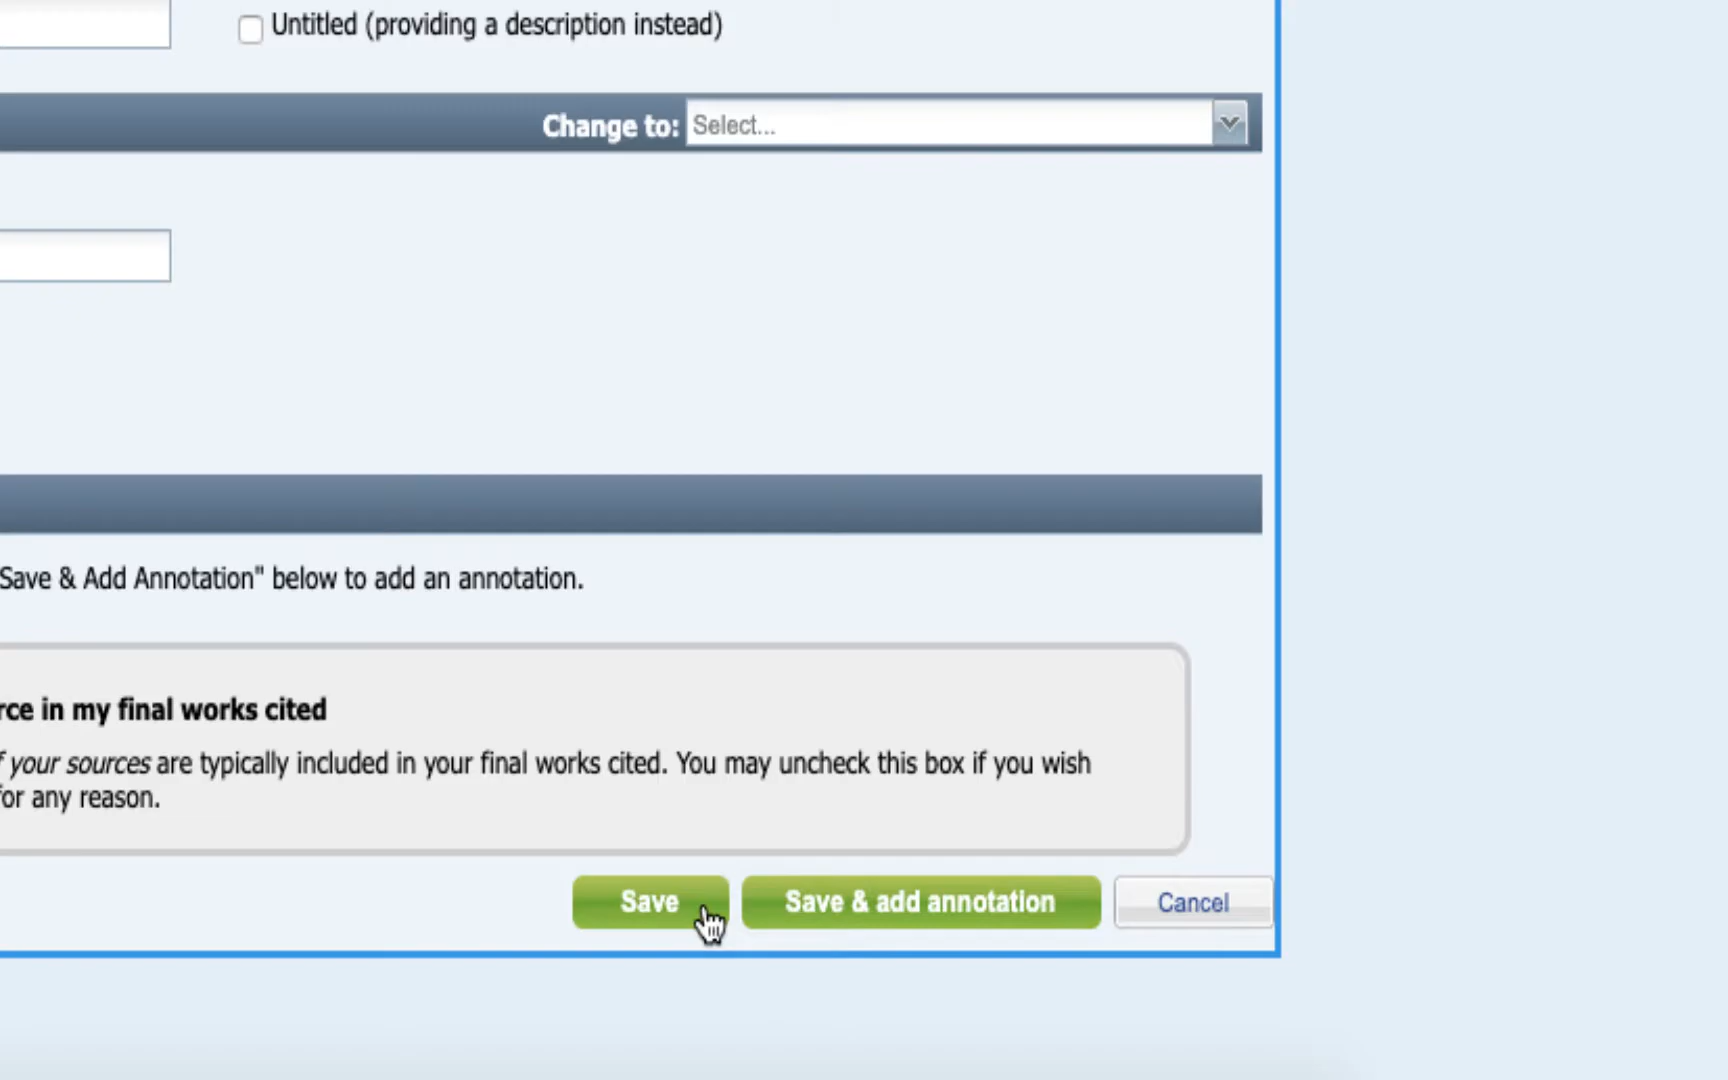 Untitled (providing a description instead)
Change to: Select...
Save & Add Annotation" below to add an annotation.
in my final works cited
your sources are typically included in your final works cited. You may uncheck this box if you wish
for any reason.
Save Save & add annotation Cancel